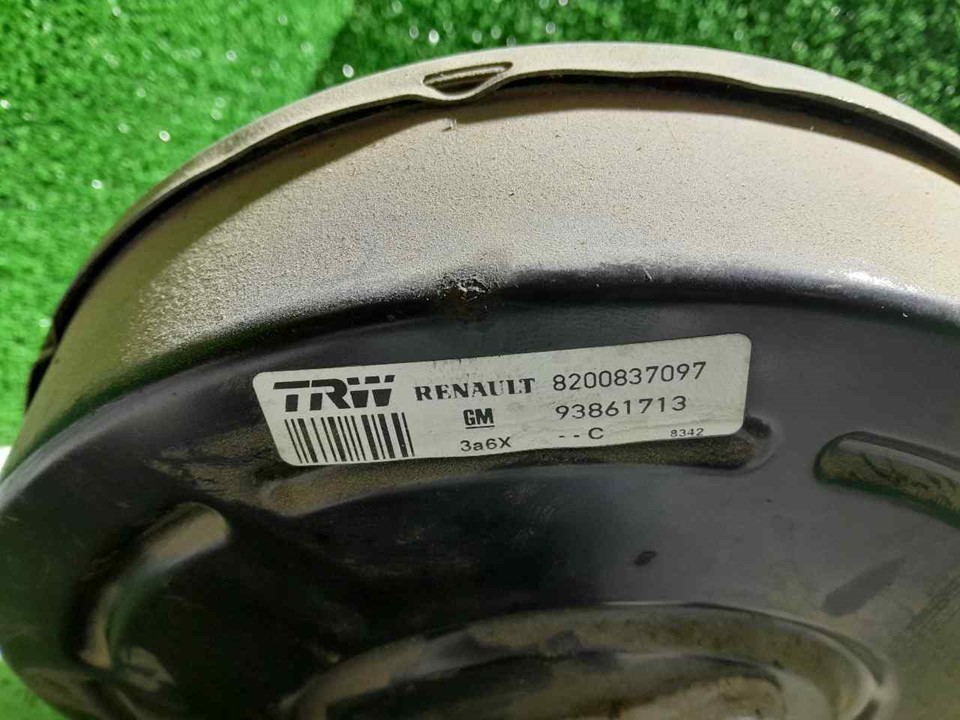 TRW RENAULT 8200837097
GM 93861713
3a6X --C 8342